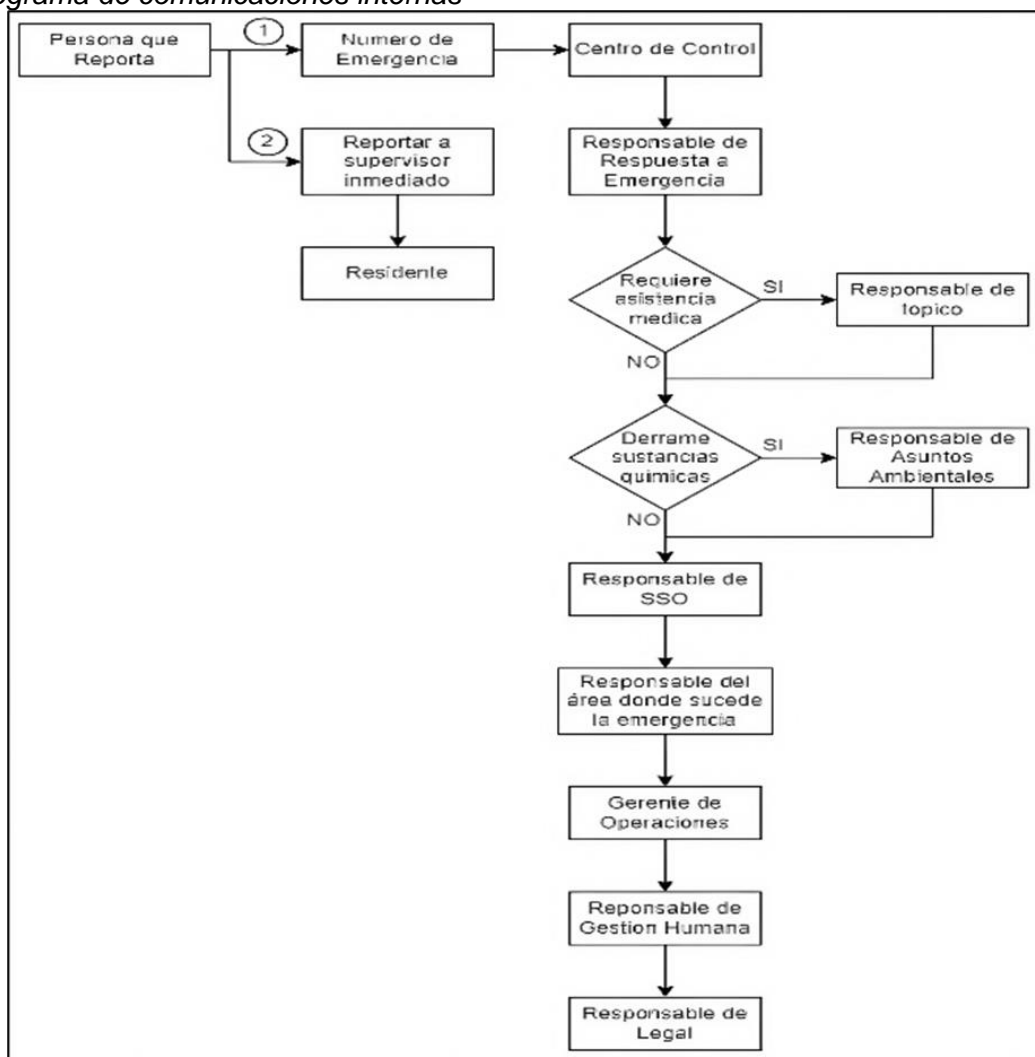 ograma de comunicaciones internas
Persona que
Reporta
1
Numero de
Emergencia
Centro de Control
2
Reportar a
supervisor
inmediado
Responsable de
Respuesta a
Emergencia
Residente
Requiere
asistencia
medica
SI
Responsable de
topico
NO
Derrame
sustancias
quimicas
SI
Responsable de
Asuntos
Ambientales
NO
Responsable de
SSO
Responsable del
área donde sucede
la emergencia
Gerente de
Operaciones
Reponsable de
Gestion Humana
Responsable de
Legal